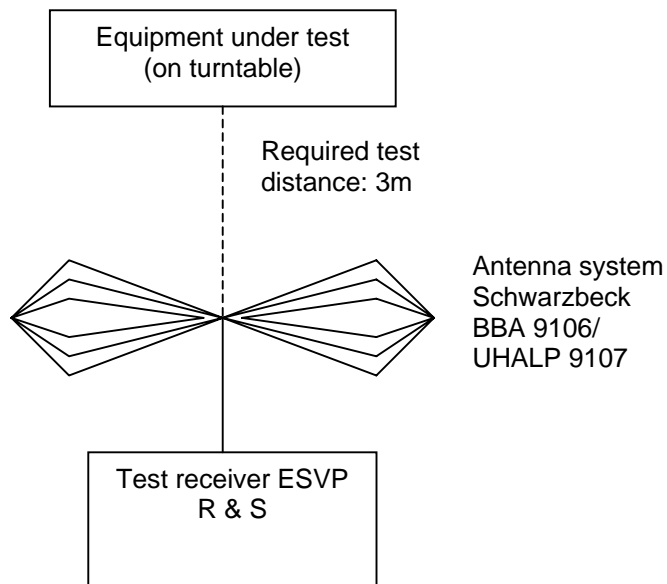 Equipment under test
(on turntable)
Required test
distance: 3m
Antenna system
Schwarzbeck
BBA 9106/
UHALP 9107
Test receiver ESVP
R & S